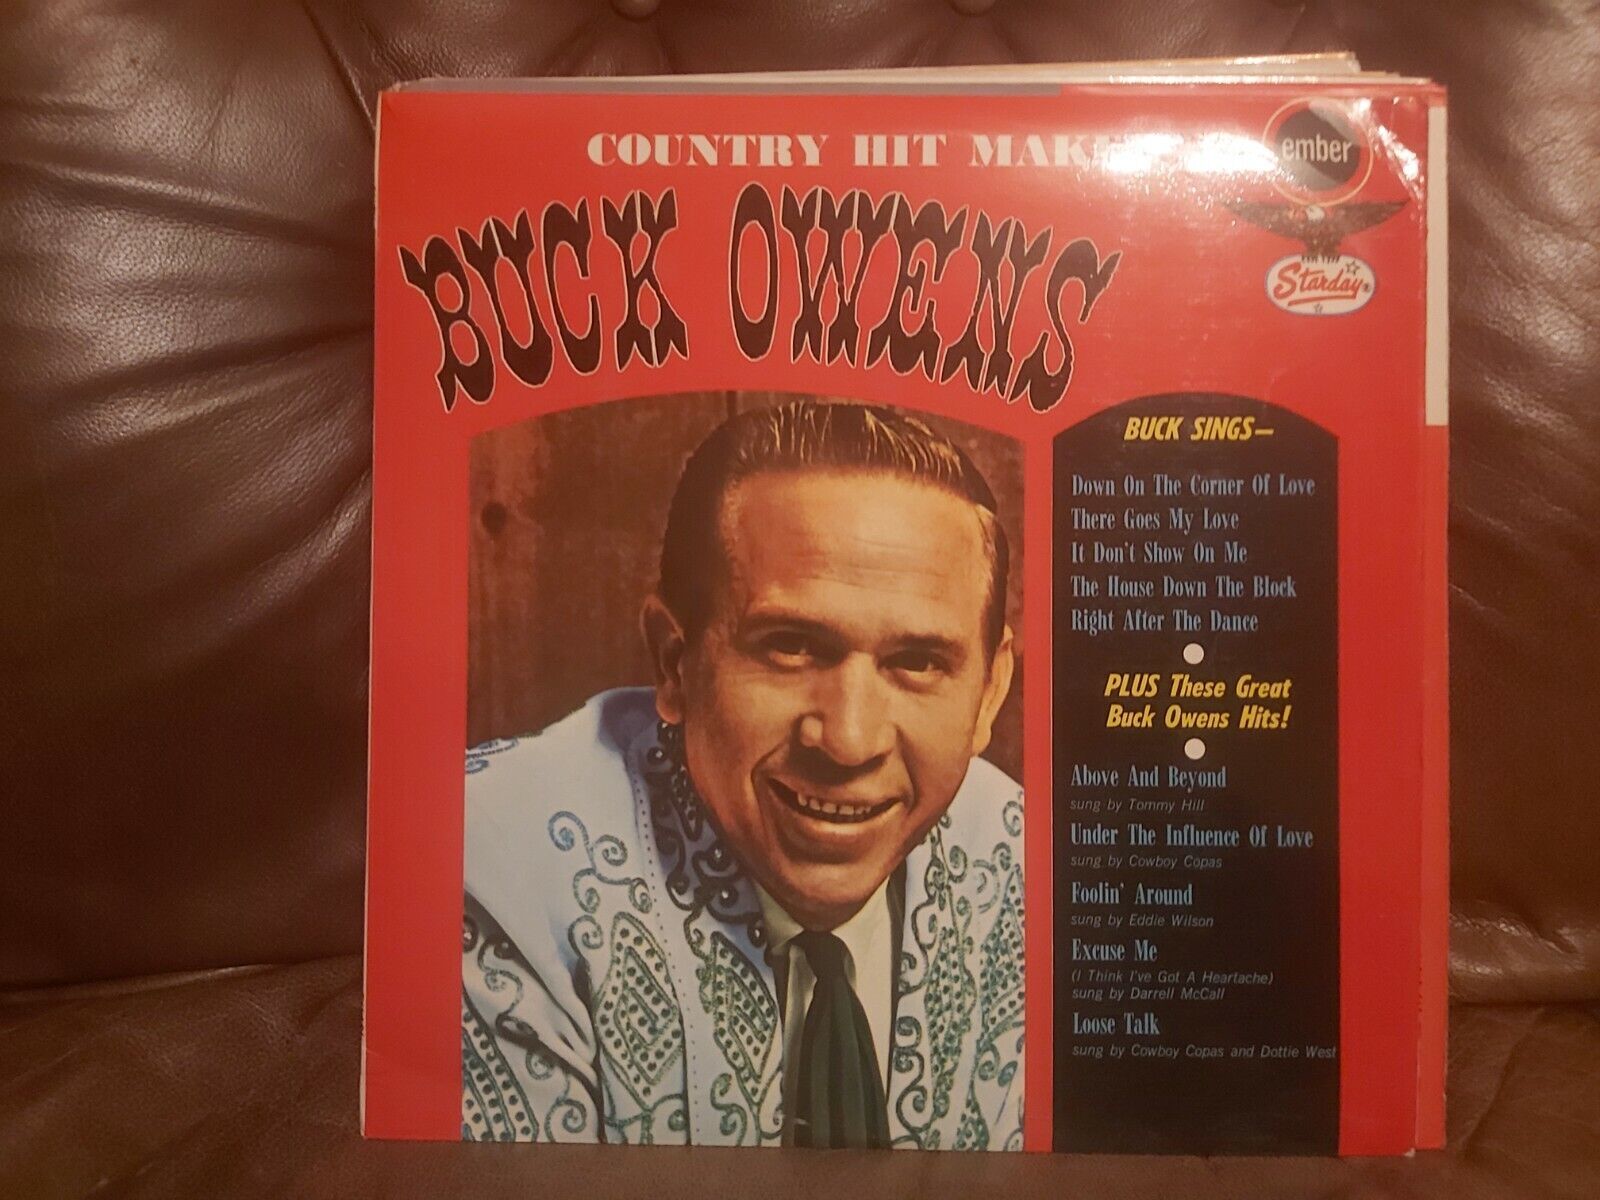 COUNTRY HIT
ember
BUCK OWENS
Starday
BUCK SINGS—
Down On The Corner Of Love
There Goes My Love
It Don't Show On Me
The House Down The Block
Right After The Dance
PLUS These Great
Buck Owens Hits!
Above And Beyond
sung by Tommy Hill
Under The Influence Of Love
sung by Cowboy Copas
Foolin' Around
sung by Eddie Wilson
Excuse Me
(I Think I've Got A Heartache)
sung by Darrell McCall
Loose Talk
sung by Cowboy Copas and Dottie West